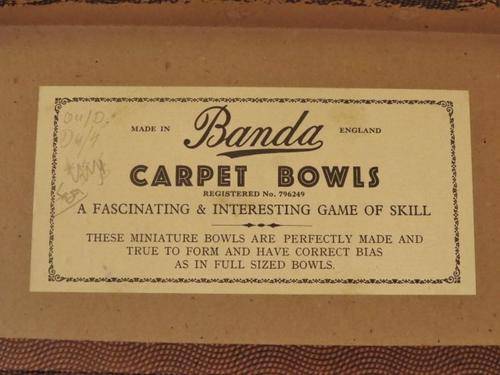 MADE IN Banda ENGLAND
CARPET BOWLS
REGISTERED No. 796249
A FASCINATING & INTERESTING GAME OF SKILL
THESE MINIATURE BOWLS ARE PERFECTLY MADE AND
TRUE TO FORM AND HAVE CORRECT BIAS
AS IN FULL SIZED BOWLS.